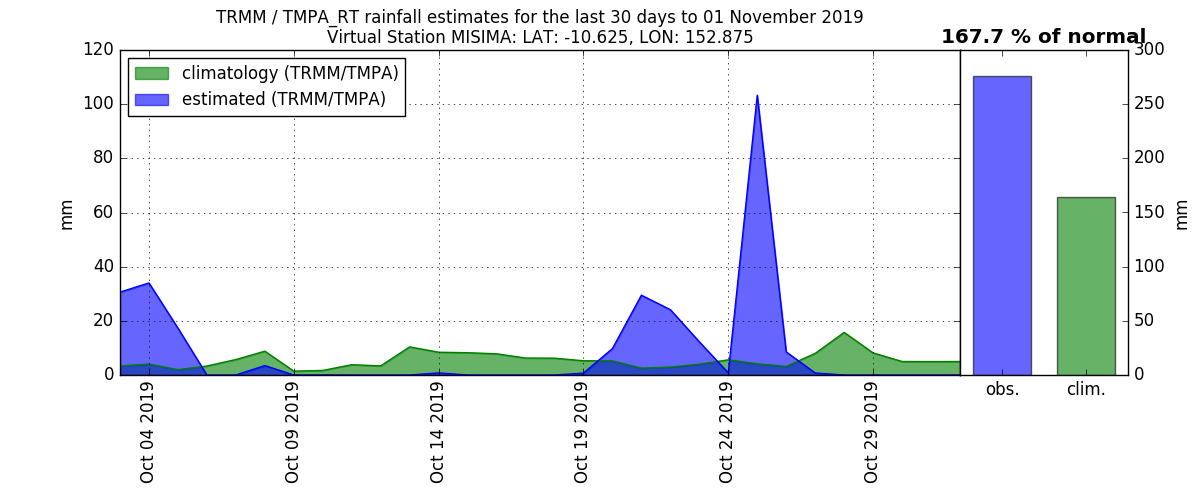 TRMM / TMPA_RT rainfall estimates for the last 30 days to 01 November 2019
Virtual Station MISIMA: LAT: -10.625, LON: 152.875
167.7 % of normal
climatology (TRMM/TMPA)
estimated (TRMM/TMPA)
120
100
80
60
40
20
0
mm
Oct 04 2019
Oct 09 2019
Oct 14 2019
Oct 19 2019
Oct 24 2019
Oct 29 2019
300
250
200
150
100
50
0
mm
obs.
clim.